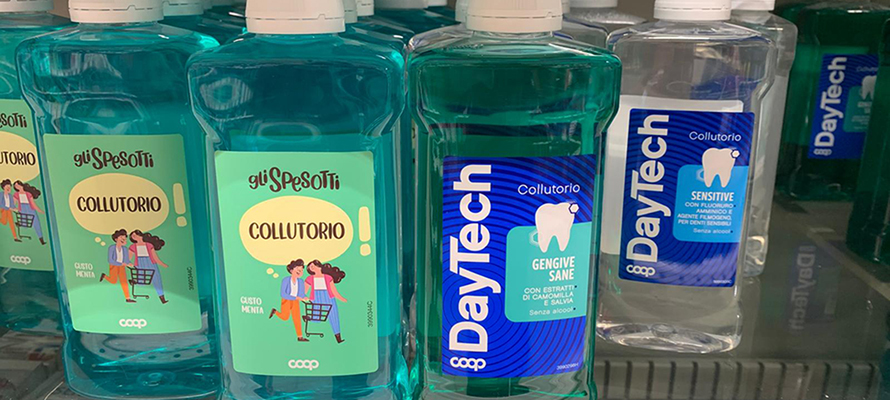 gli SPESOTTI
COLLUTORIO
GUSTO
MENTA
coop
gli SPESOTTI
COLLUTORIO
GUSTO
MENTA
coop
DayTech
coop
Collutorio
GENGIVE
SANE
CON ESTRATTI
DI CAMOMILLA
E SALVIA
Senza alcool
DayTech
coop
Collutorio
SENSITIVE
CON FLUORURO
AMMINICO E
AGENTE FILMOGENO,
PER DENTI SENSIBILI
Senza alcool
DayTech
coop